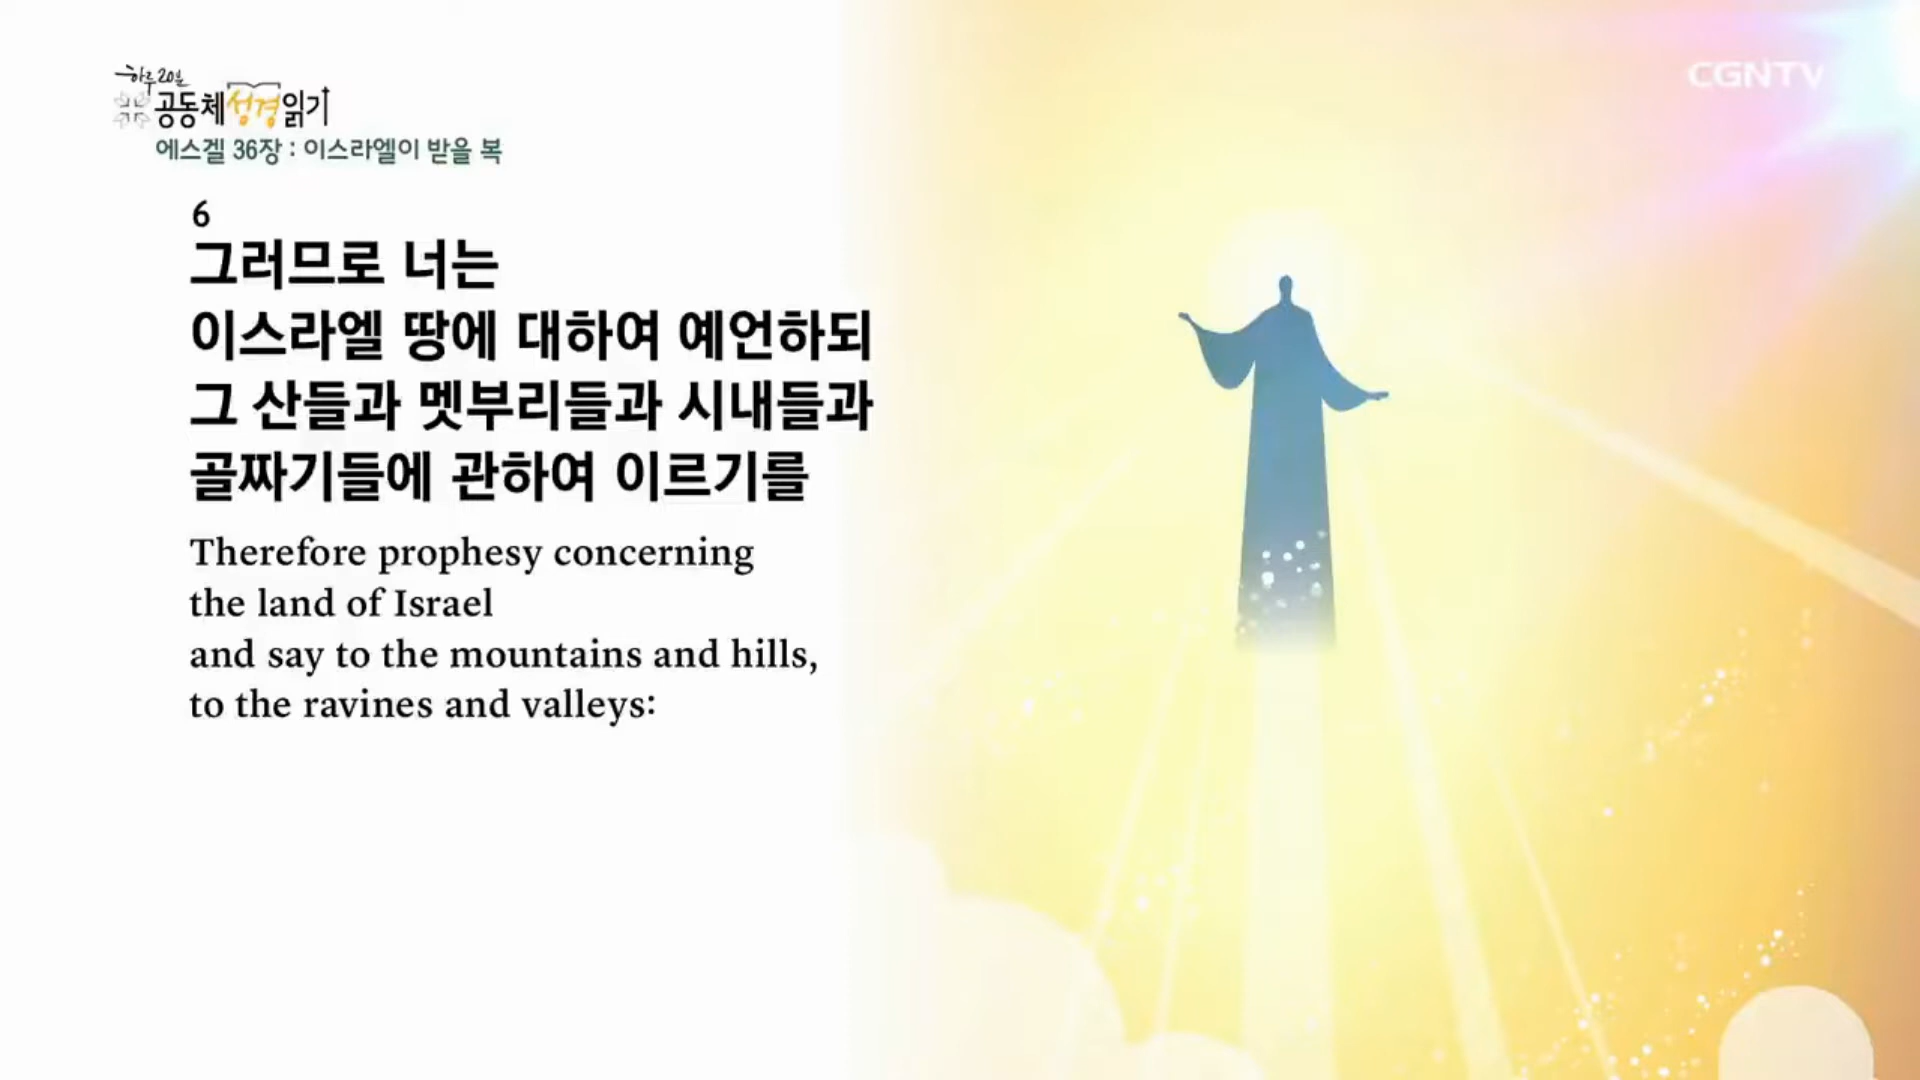 하루 20분
공동체성경읽기
CGNTV
에스겔 36장 : 이스라엘이 받을 복
6
그러므로 너는
이스라엘 땅에 대하여 예언하되
그 산들과 멧부리들과 시내들과
골짜기들에 관하여 이르기를
Therefore prophesy concerning
the land of Israel
and say to the mountains and hills,
to the ravines and valleys: